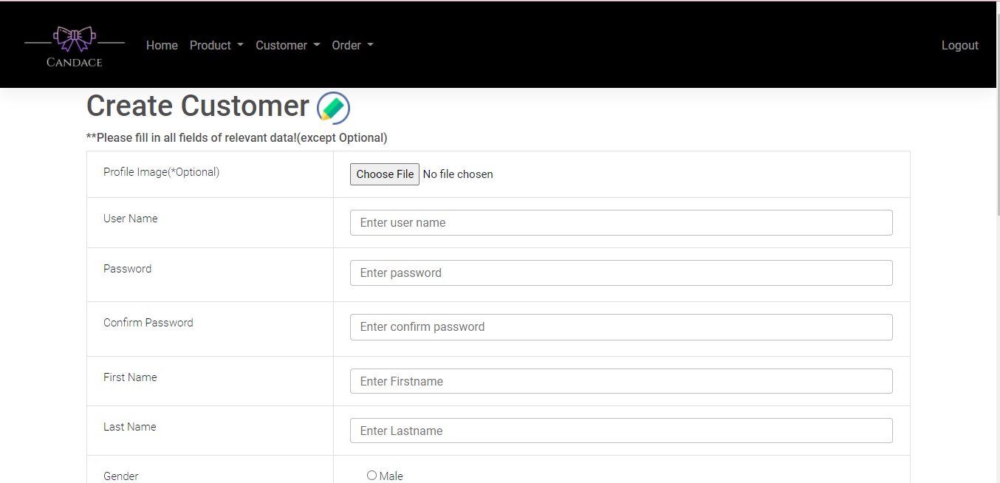 CANDACE
Home Product Customer Order Logout
Create Customer
**Please fill in all fields of relevant data!(except Optional)
Profile Image(*Optional) Choose File No file chosen
User Name Enter user name
Password Enter password
Confirm Password Enter confirm password
First Name Enter Firstname
Last Name Enter Lastname
Gender Male